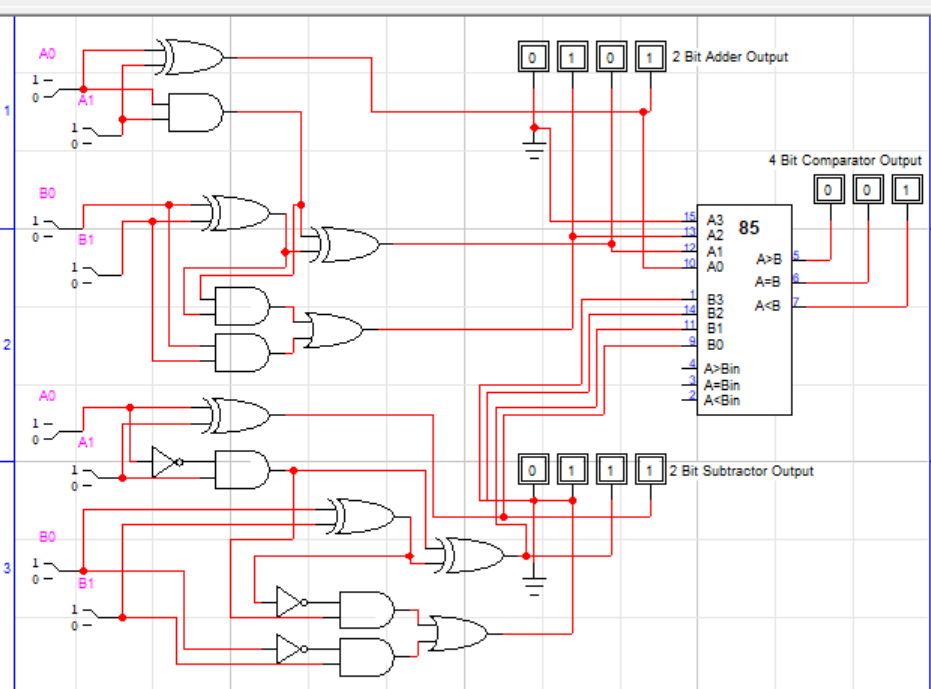 A0
1
0
A1
1
0
0 1 0 1 2 Bit Adder Output
1
4 Bit Comparator Output
0 0 1
B0
1
0
B1
1
0
85
15 A3
13 A2
12 A1
10 A0
1 B3
14 B2
11 B1
9 B0
4 A>Bin
3 A=Bin
2 A<Bin
A>B 5
A=B 6
A<B 7
2
A0
1
0
A1
1
0
0 1 1 1 2 Bit Subtractor Output
B0
1
0
B1
1
0
3